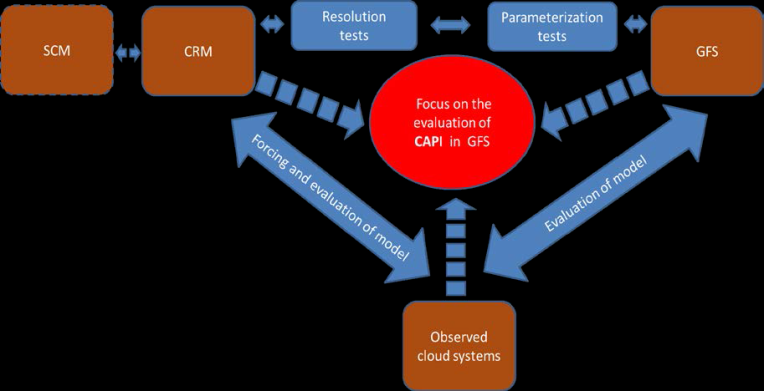 SCM
CRM
Resolution
tests
Parameterization
tests
GFS
Focus on the
evaluation of
CAPI in GFS
Forcing and evaluation of model
Evaluation of model
Observed
cloud systems